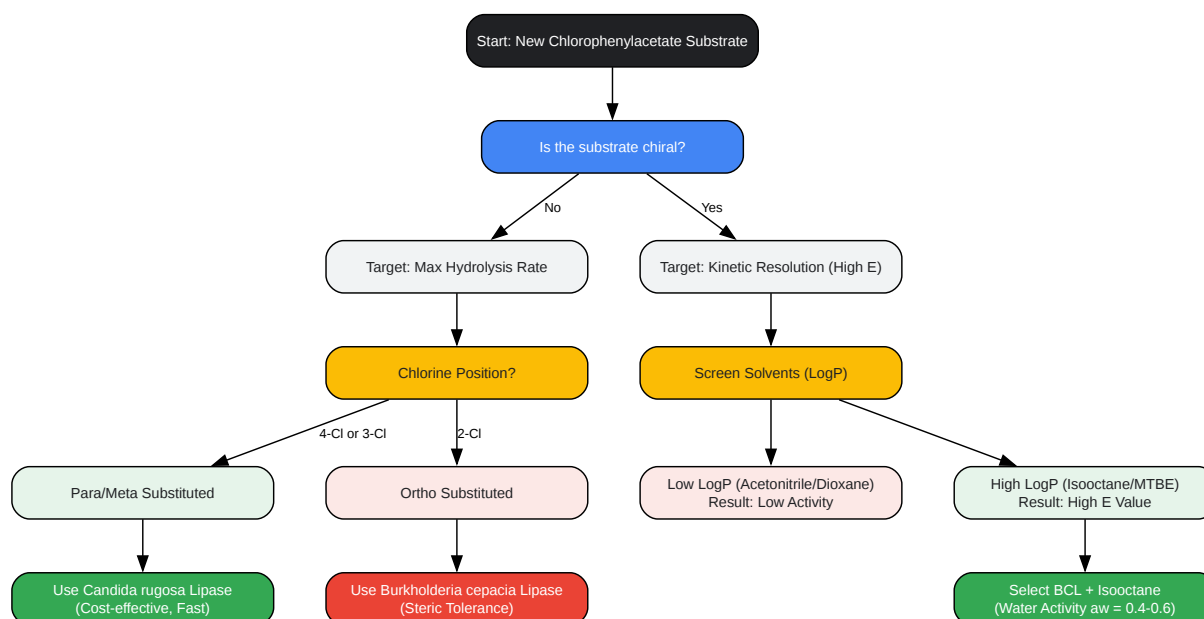 Start: New Chlorophenylacetate Substrate
Is the substrate chiral?
No
Yes
Target: Max Hydrolysis Rate
Target: Kinetic Resolution (High E)
Chlorine Position?
Screen Solvents (LogP)
4-Cl or 3-Cl
2-Cl
Para/Meta Substituted
Ortho Substituted
Low LogP (Acetonitrile/Dioxane)
Result: Low Activity
High LogP (Isooctane/MTBE)
Result: High E Value
Use Candida rugosa Lipase
(Cost-effective, Fast)
Use Burkholderia cepacia Lipase
(Steric Tolerance)
Select BCL + Isooctane
(Water Activity aw = 0.4-0.6)